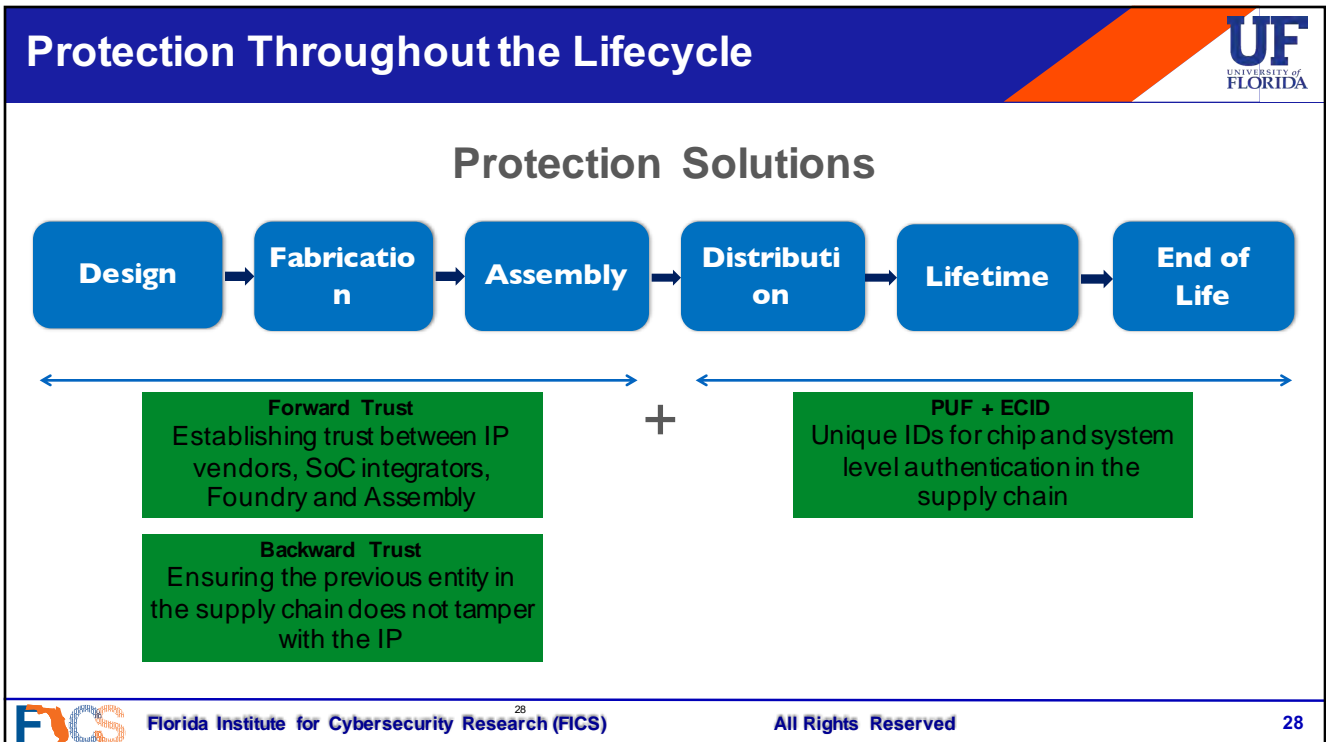 Protection Throughout the Lifecycle
UF
UNIVERSITY of
FLORIDA
Protection Solutions
Design
Fabricatio
n
Assembly
Distributi
on
Lifetime
End of
Life
Forward Trust
Establishing trust between IP
vendors, SoC integrators,
Foundry and Assembly
+
PUF + ECID
Unique IDs for chip and system
level authentication in the
supply chain
Backward Trust
Ensuring the previous entity in
the supply chain does not tamper
with the IP
FICS
28
Florida Institute for Cybersecurity Research (FICS)
All Rights Reserved
28